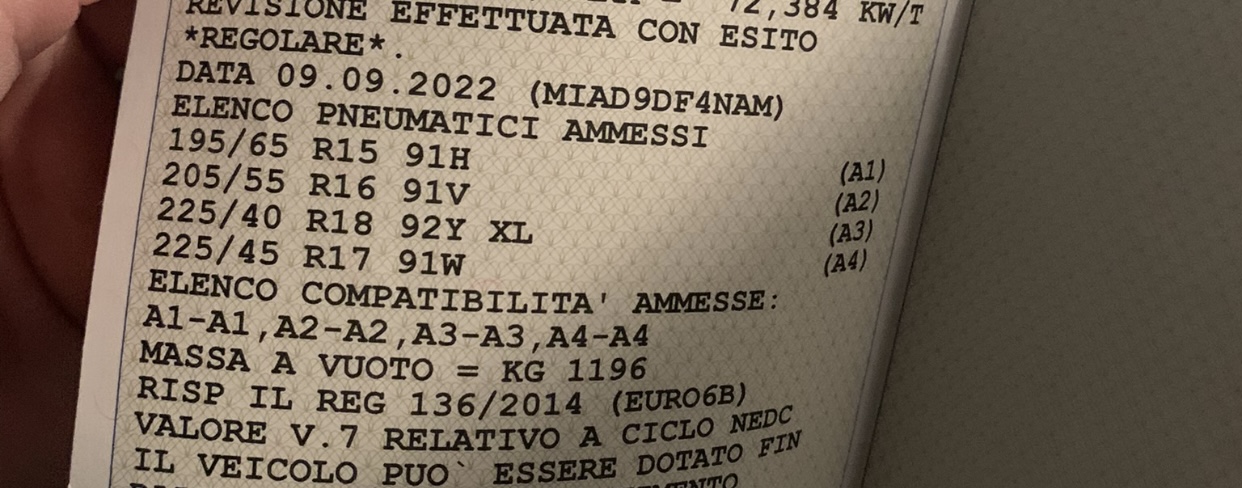 72,384 KW/T
REVISIONE EFFETTUATA CON ESITO
*REGOLARE*.
DATA 09.09.2022 (MIAD9DF4NAM)
ELENCO PNEUMATICI AMMESSI
195/65 R15 91H (A1)
205/55 R16 91V (A2)
225/40 R18 92Y XL (A3)
225/45 R17 91W (A4)
ELENCO COMPATIBILITA' AMMESSE:
A1-A1,A2-A2,A3-A3,A4-A4
MASSA A VUOTO = KG 1196
RISP IL REG 136/2014 (EURO6B)
VALORE V.7 RELATIVO A CICLO NEDC
IL VEICOLO PUO` ESSERE DOTATO FIN